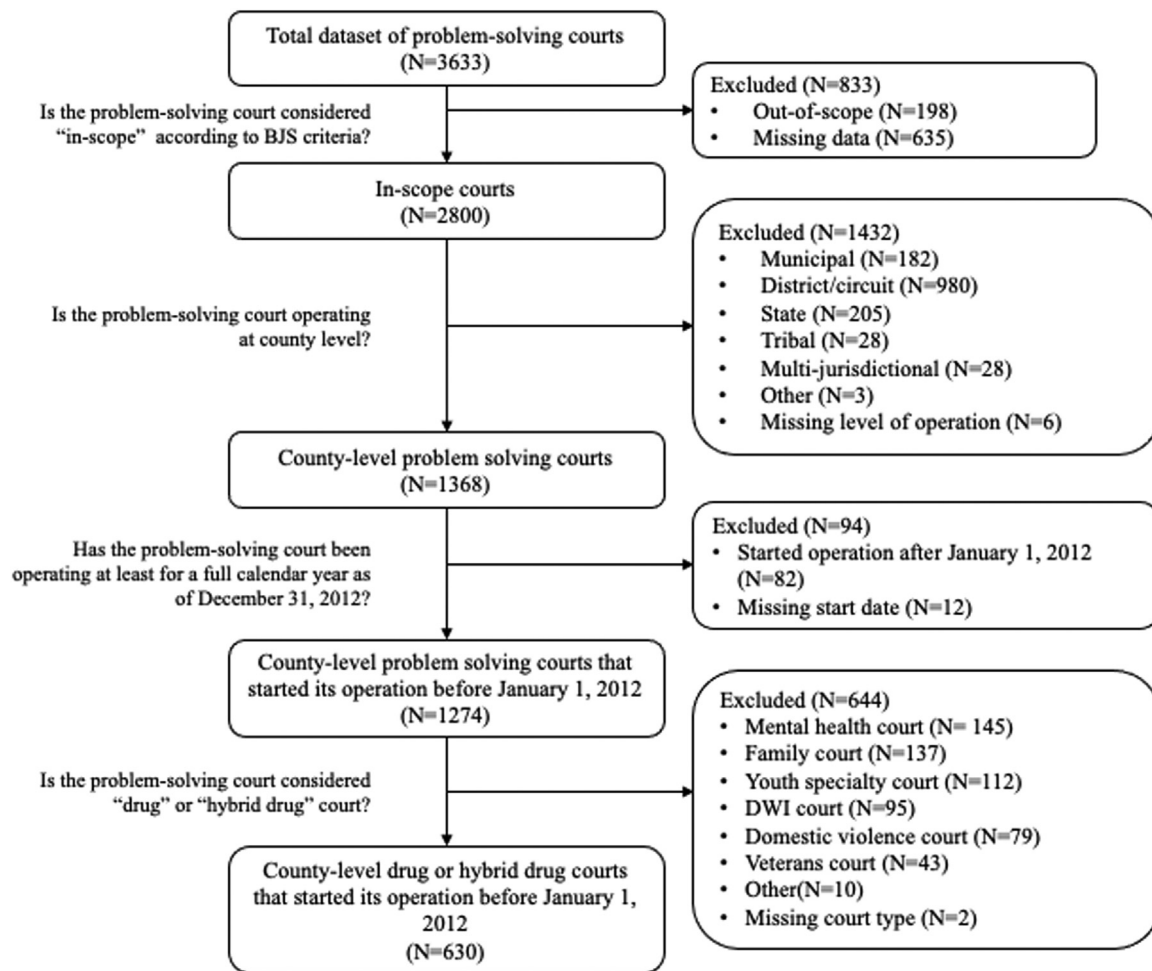 Total dataset of problem-solving courts
(N=3633)
Is the problem-solving court considered
“in-scope” according to BJS criteria?
Excluded (N=833)
• Out-of-scope (N=198)
• Missing data (N=635)
In-scope courts
(N=2800)
Is the problem-solving court operating
at county level?
Excluded (N=1432)
• Municipal (N=182)
• District/circuit (N=980)
• State (N=205)
• Tribal (N=28)
• Multi-jurisdictional (N=28)
• Other (N=3)
• Missing level of operation (N=6)
County-level problem solving courts
(N=1368)
Has the problem-solving court been
operating at least for a full calendar year as
of December 31, 2012?
Excluded (N=94)
• Started operation after January 1, 2012
(N=82)
• Missing start date (N=12)
County-level problem solving courts that
started its operation before January 1, 2012
(N=1274)
Is the problem-solving court considered
“drug” or “hybrid drug” court?
Excluded (N=644)
• Mental health court (N= 145)
• Family court (N=137)
• Youth specialty court (N=112)
• DWI court (N=95)
• Domestic violence court (N=79)
• Veterans court (N=43)
• Other(N=10)
• Missing court type (N=2)
County-level drug or hybrid drug courts
that started its operation before January 1,
2012
(N=630)